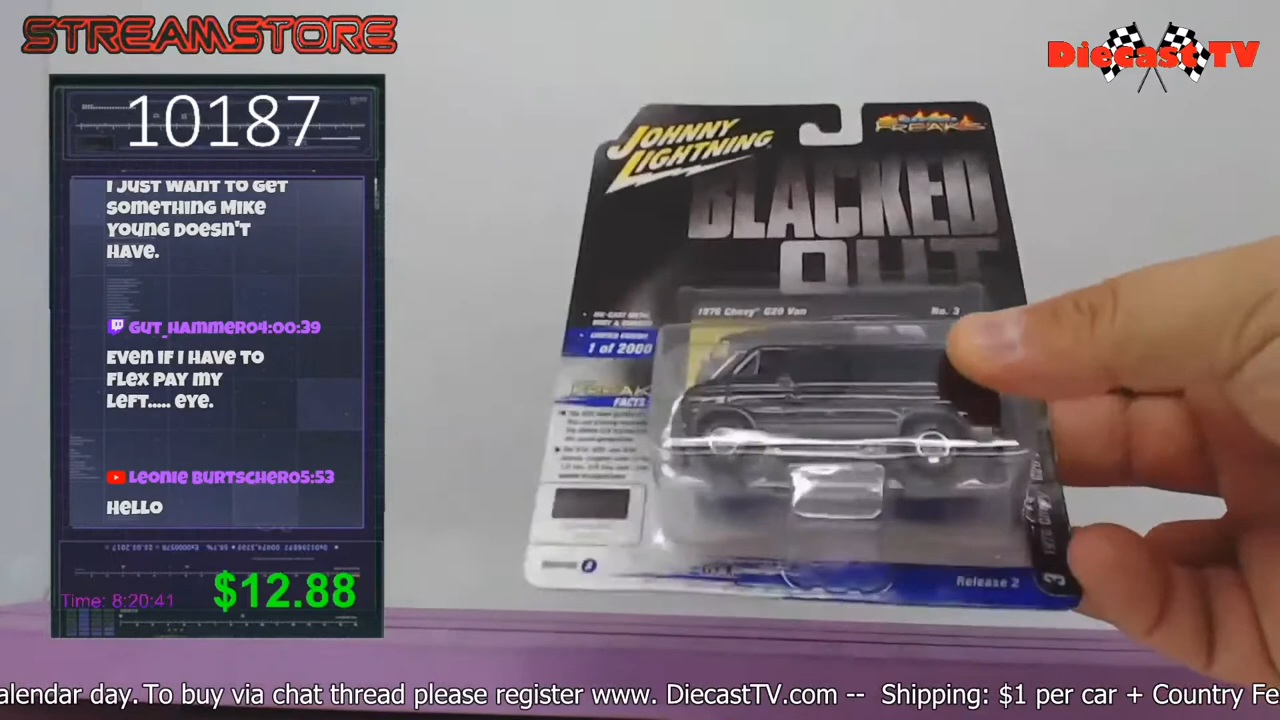 STREAMSTORE
Diecast TV
10187
I JUST WANT TO GET
SOMETHING MIKE
YOUNG DOESN'T
HAVE.
GUT_HAMMER04:00:39
EVEN IF I HAVE TO
FLEX PAY MY
LEFT..... EYE.
LEONIE BURTSCHER05:53
HELLO
Time: 8:20:41
$12.88
JOHNNY
LIGHTNING
FREAKS
BLACKED
OUT
1976 Chevy G20 Van
No. 3
1 of 2000
FREAK
FACTS
Release 2
3
alendar day. To buy via chat thread please register www. DiecastTV.com -- Shipping: $1 per car + Country Fe